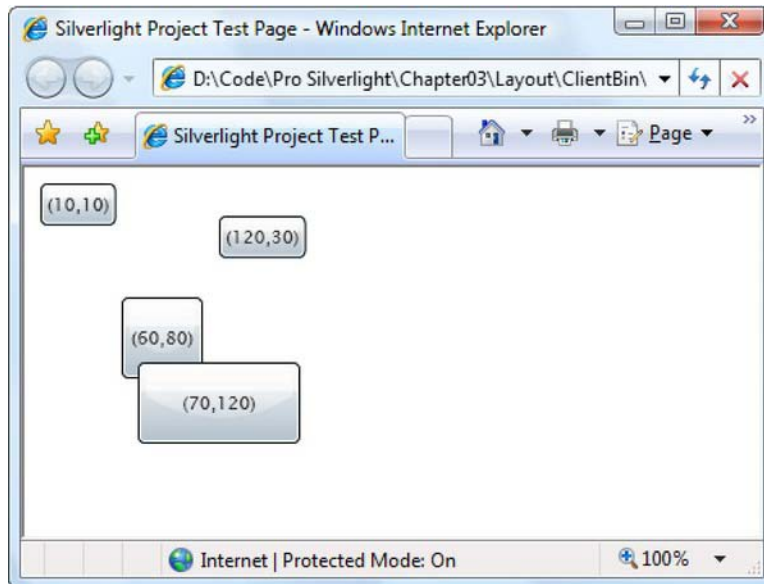 Silverlight Project Test Page - Windows Internet Explorer
D:\Code\Pro Silverlight\Chapter03\Layout\ClientBin\
Silverlight Project Test P...
Page
(10,10)
(120,30)
(60,80)
(70,120)
Internet | Protected Mode: On
100%